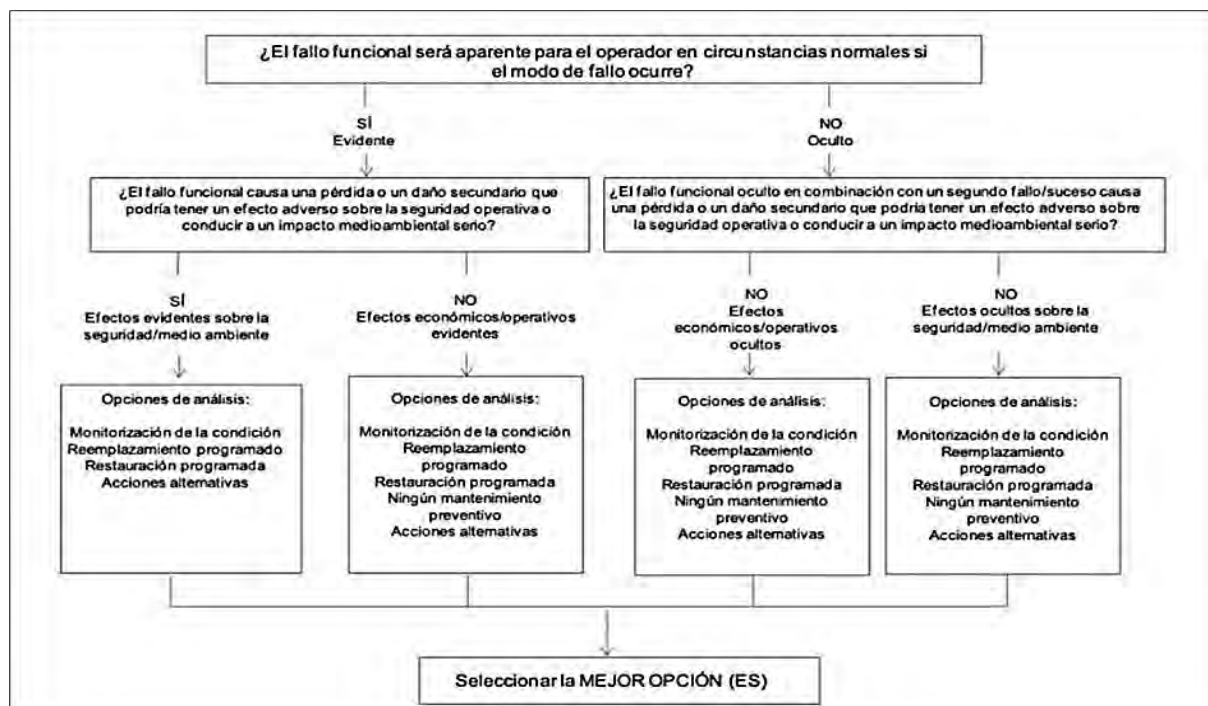 ¿El fallo funcional será aparente para el operador en circunstancias normales si
el modo de fallo ocurre?
SÍ
Evidente
NO
Oculto
¿El fallo funcional causa una pérdida o un daño secundario que
podría tener un efecto adverso sobre la seguridad operativa o
conducir a un impacto medioambiental serio?
¿El fallo funcional oculto en combinación con un segundo fallo/suceso causa
una pérdida o un daño secundario que podría tener un efecto adverso sobre
la seguridad operativa o conducir a un impacto medioambiental serio?
SÍ
Efectos evidentes sobre la
seguridad/medio ambiente
NO
Efectos económicos/operativos
evidentes
NO
Efectos
económicos/operativos
ocultos
NO
Efectos ocultos sobre la
seguridad/medio ambiente
Opciones de análisis:
Monitorización de la condición
Reemplazamiento programado
Restauración programada
Acciones alternativas
Opciones de análisis:
Monitorización de la condición
Reemplazamiento
programado
Restauración programada
Ningún mantenimiento
preventivo
Acciones alternativas
Opciones de análisis:
Monitorización de la condición
Reemplazamiento
programado
Restauración programada
Ningún mantenimiento
preventivo
Acciones alternativas
Opciones de análisis:
Monitorización de la condición
Reemplazamiento
programado
Restauración programada
Ningún mantenimiento
preventivo
Acciones alternativas
Seleccionar la MEJOR OPCIÓN (ES)